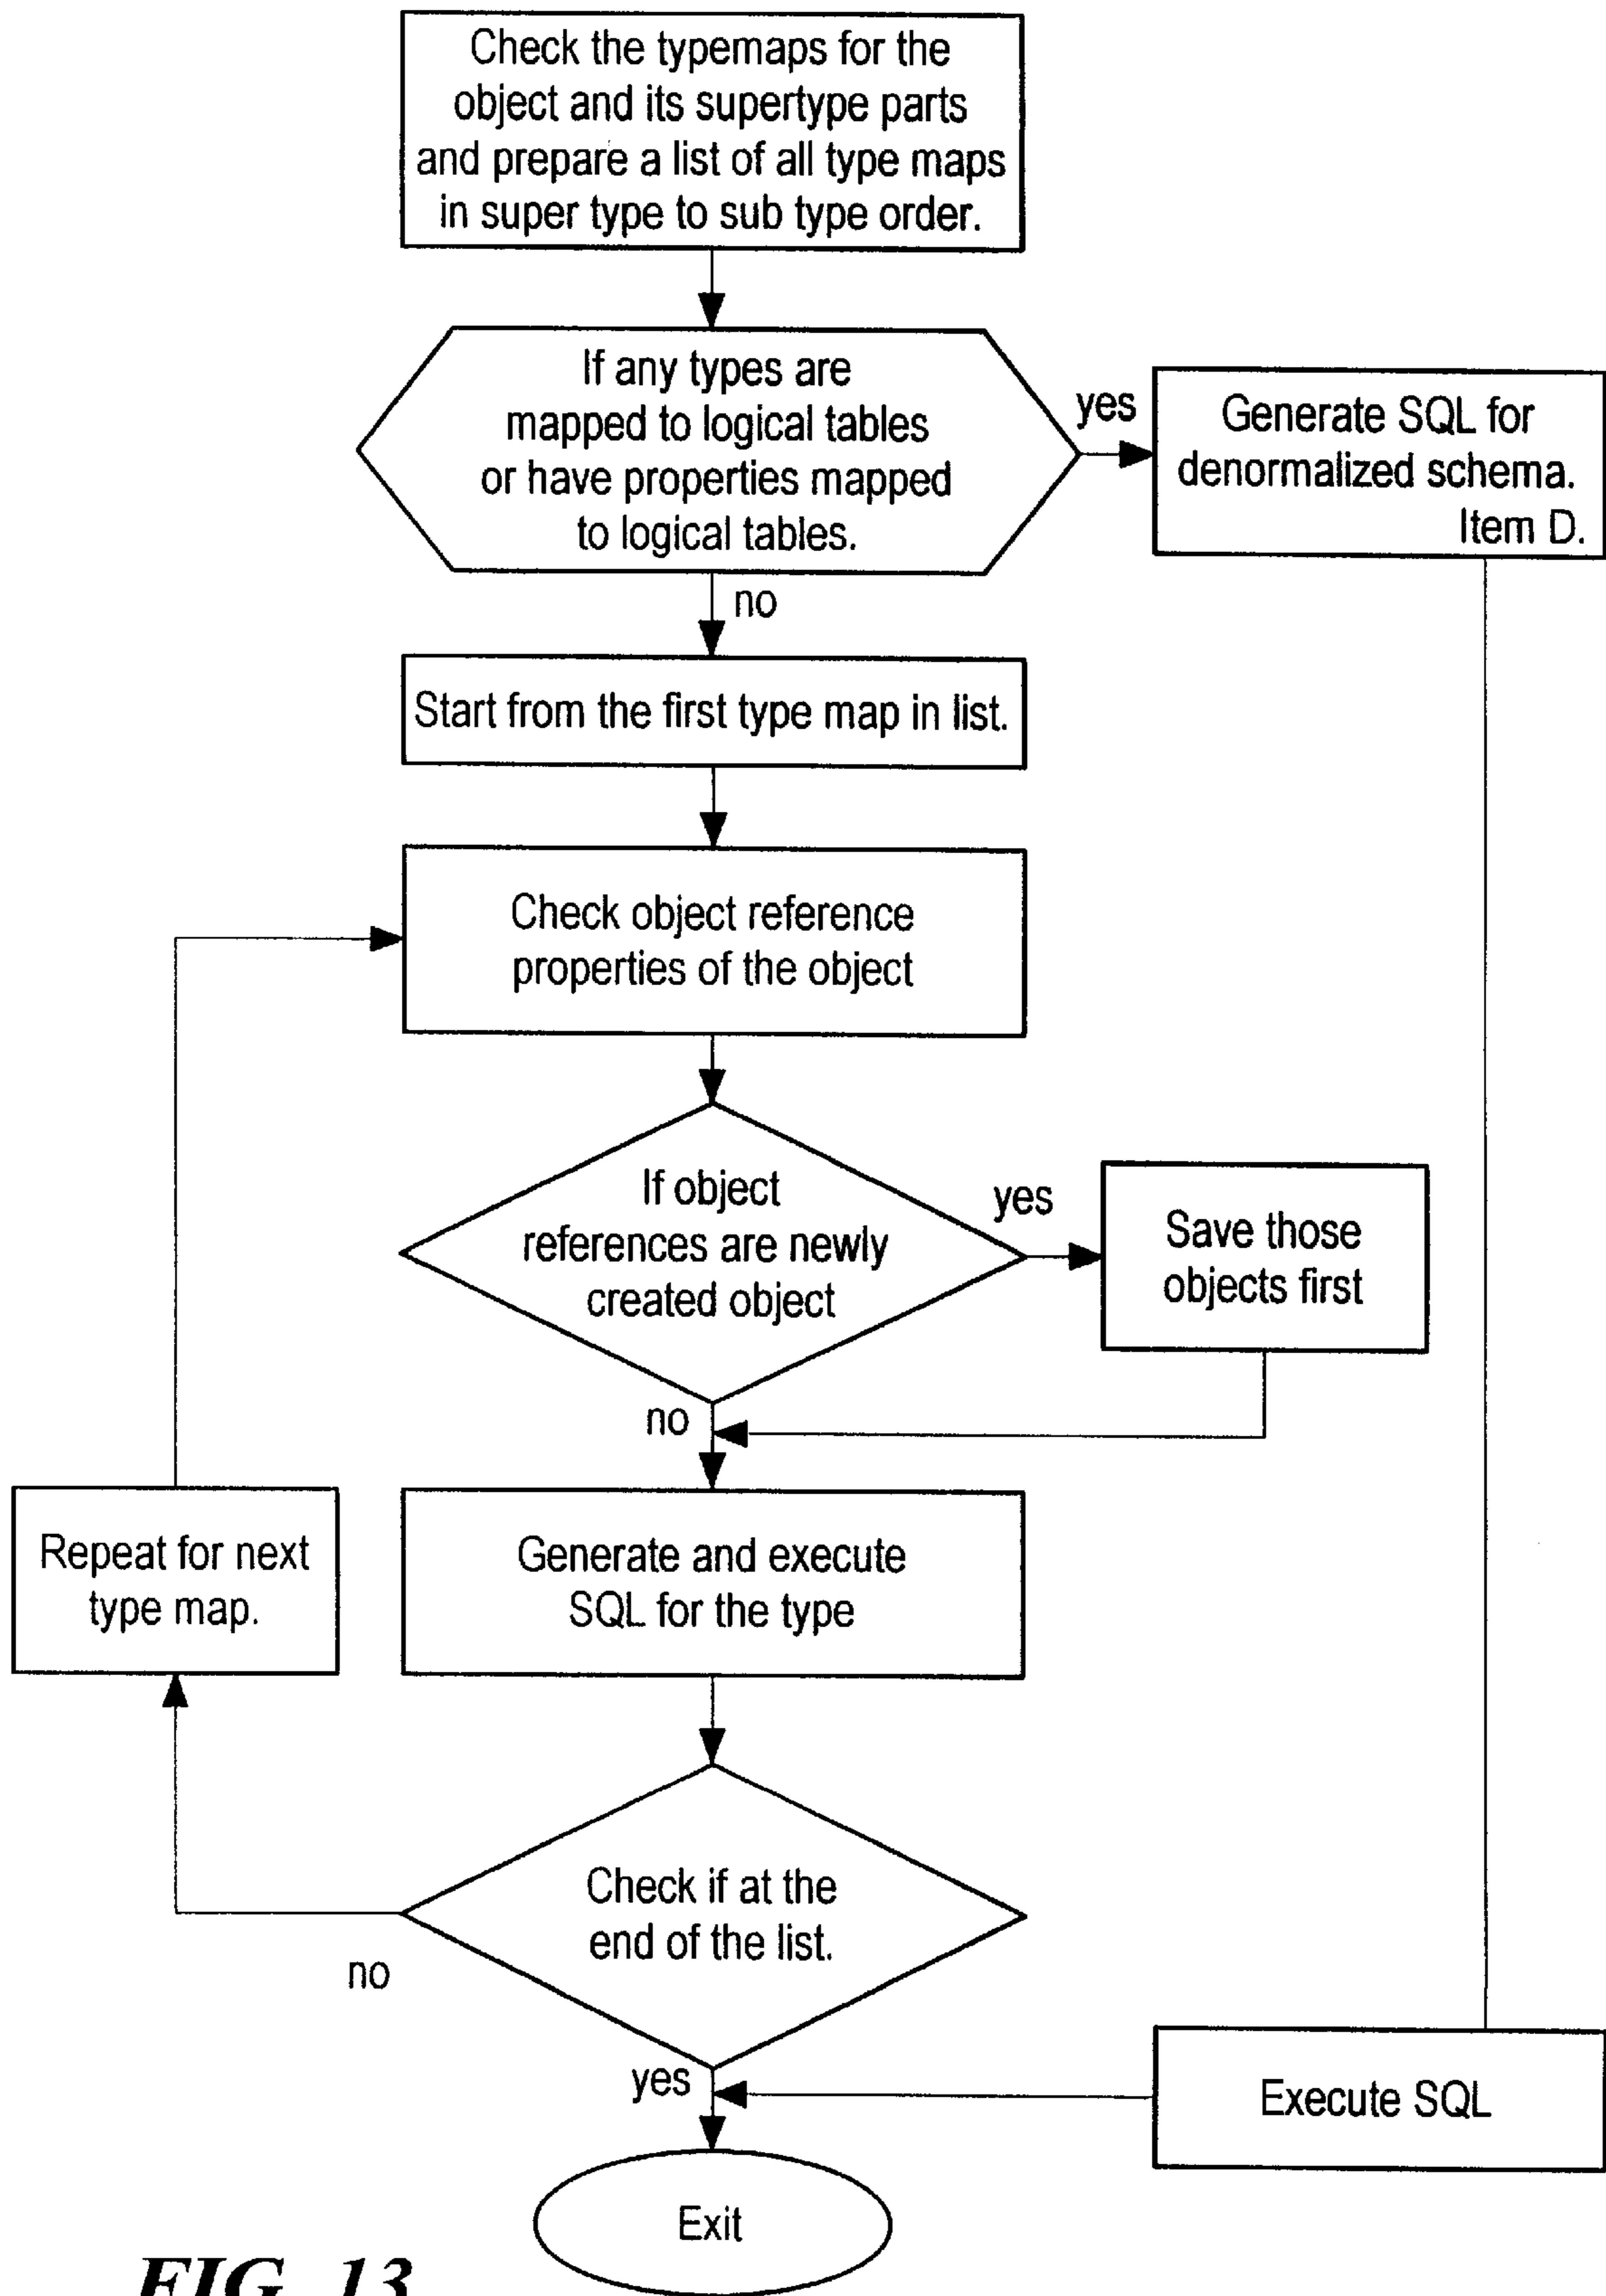 Check the typemaps for the
object and its supertype parts
and prepare a list of all type maps
in super type to sub type order.
If any types are
mapped to logical tables
or have properties mapped
to logical tables.
yes
Generate SQL for
denormalized schema.
Item D.
no
Start from the first type map in list.
Check object reference
properties of the object
If object
references are newly
created object
yes
Save those
objects first
no
Repeat for next
type map.
Generate and execute
SQL for the type
Check if at the
end of the list.
no
yes
Execute SQL
Exit
FIG. 13